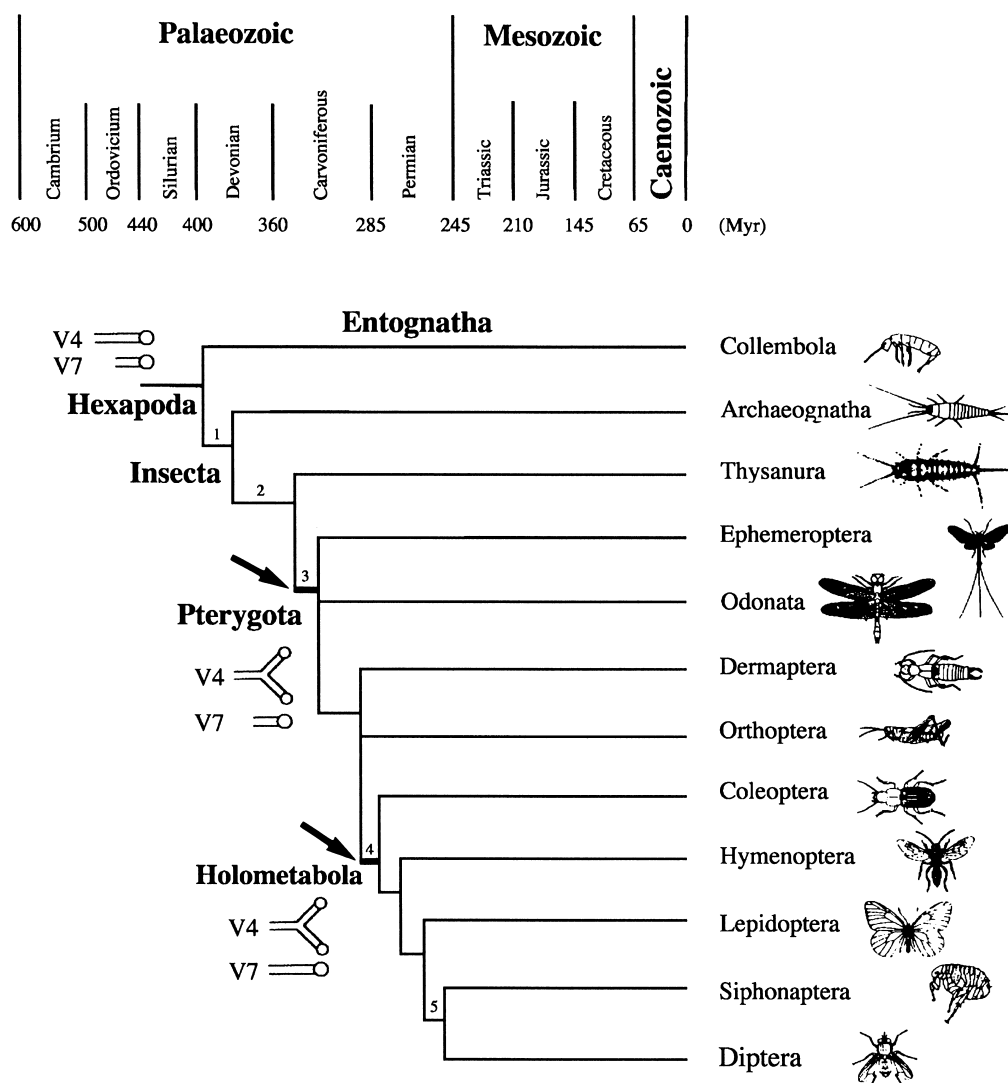 Palaeozoic
Mesozoic
Caenozoic
Cambrium
Ordovicium
Silurian
Devonian
Carvoniferous
Permian
Triassic
Jurassic
Cretaceous
600 500 440 400 360 285 245 210 145 65 0 (Myr)
Entognatha
V4
V7
Hexapoda
Collembola
Archaeognatha
1
Insecta
Thysanura
2
Ephemeroptera
3
Pterygota
Odonata
V4
V7
Dermaptera
Orthoptera
Coleoptera
4
Holometabola
Hymenoptera
V4
V7
Lepidoptera
Siphonaptera
5
Diptera